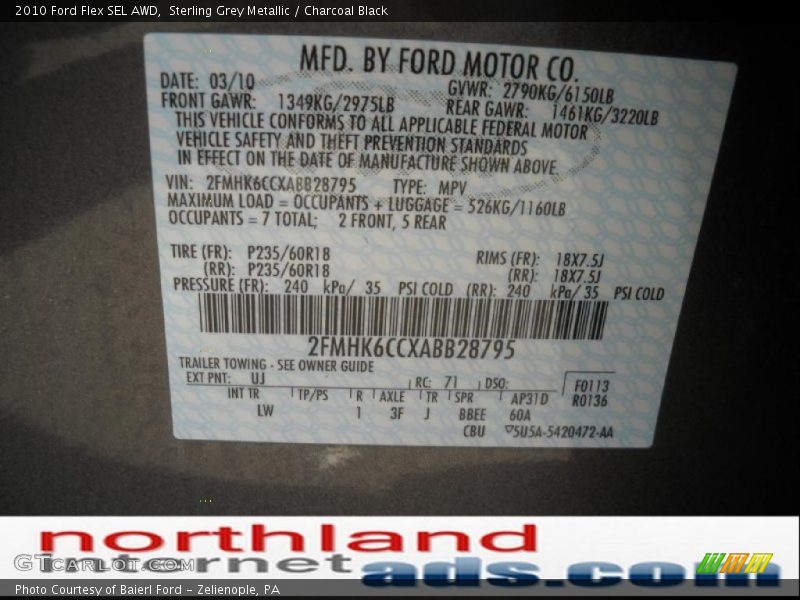 2010 Ford Flex SEL AWD, Sterling Grey Metallic / Charcoal Black
MFD. BY FORD MOTOR CO.
DATE: 03/10 GVWR: 2790KG/6150LB
FRONT GAWR: 1349KG/2975LB REAR GAWR: 1461KG/3220LB
THIS VEHICLE CONFORMS TO ALL APPLICABLE FEDERAL MOTOR
VEHICLE SAFETY AND THEFT PREVENTION STANDARDS
IN EFFECT ON THE DATE OF MANUFACTURE SHOWN ABOVE.
VIN: 2FMHK6CCXABB28795 TYPE: MPV
MAXIMUM LOAD = OCCUPANTS + LUGGAGE = 526KG/1160LB
OCCUPANTS = 7 TOTAL; 2 FRONT, 5 REAR
TIRE (FR): P235/60R18 RIMS (FR): 18X7.5J
(RR): P235/60R18 (RR): 18X7.5J
PRESSURE (FR): 240 kPa/ 35 PSI COLD (RR): 240 kPa/ 35 PSI COLD
2FMHK6CCXABB28795
TRAILER TOWING - SEE OWNER GUIDE
EXT PNT: UJ RC: 71 DSO: F0113
INT TR TP/PS R AXLE TR SPR AP31D R0136
LW 1 3F J BBEE 60A
CBU 5U5A-5420472-AA
northland
internet
ads.com
GTCARLOT.COM
Photo Courtesy of Baierl Ford - Zelienople, PA